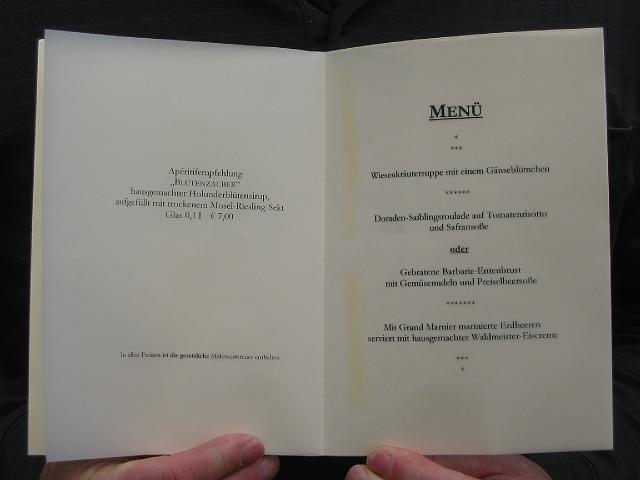 Apéritifempfehlung
„BLÜTENZAUBER"
hausgemachter Holunderblütensirup,
aufgefüllt mit trockenem Mosel-Riesling-Sekt
Glas 0,1 l € 7,00
In allen Preisen ist die gesetzliche Mehrwertsteuer enthalten.
MENÜ
*
***
Wiesenkräutersuppe mit einem Gänseblümchen
******
Doraden-Saiblingsroulade auf Tomatenrisotto
und Safransoße
oder
Gebratene Barbarie-Entenbrust
mit Gemüsenudeln und Preiselbeersoße
*******
Mit Grand Marnier marinierte Erdbeeren
serviert mit hausgemachter Waldmeister-Eiscreme
***
*